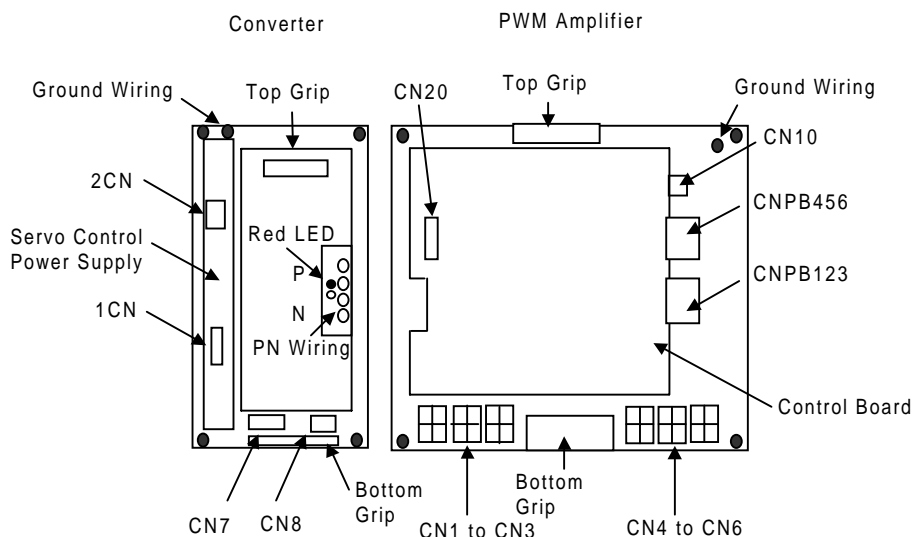 Converter
PWM Amplifier
Ground Wiring
Top Grip
CN20
Top Grip
Ground Wiring
CN10
2CN
CNPB456
Servo Control
Power Supply
Red LED
P
CNPB123
1CN
N
PN Wiring
Control Board
CN7
CN8
Bottom
Grip
CN1 to CN3
Bottom
Grip
CN4 to CN6